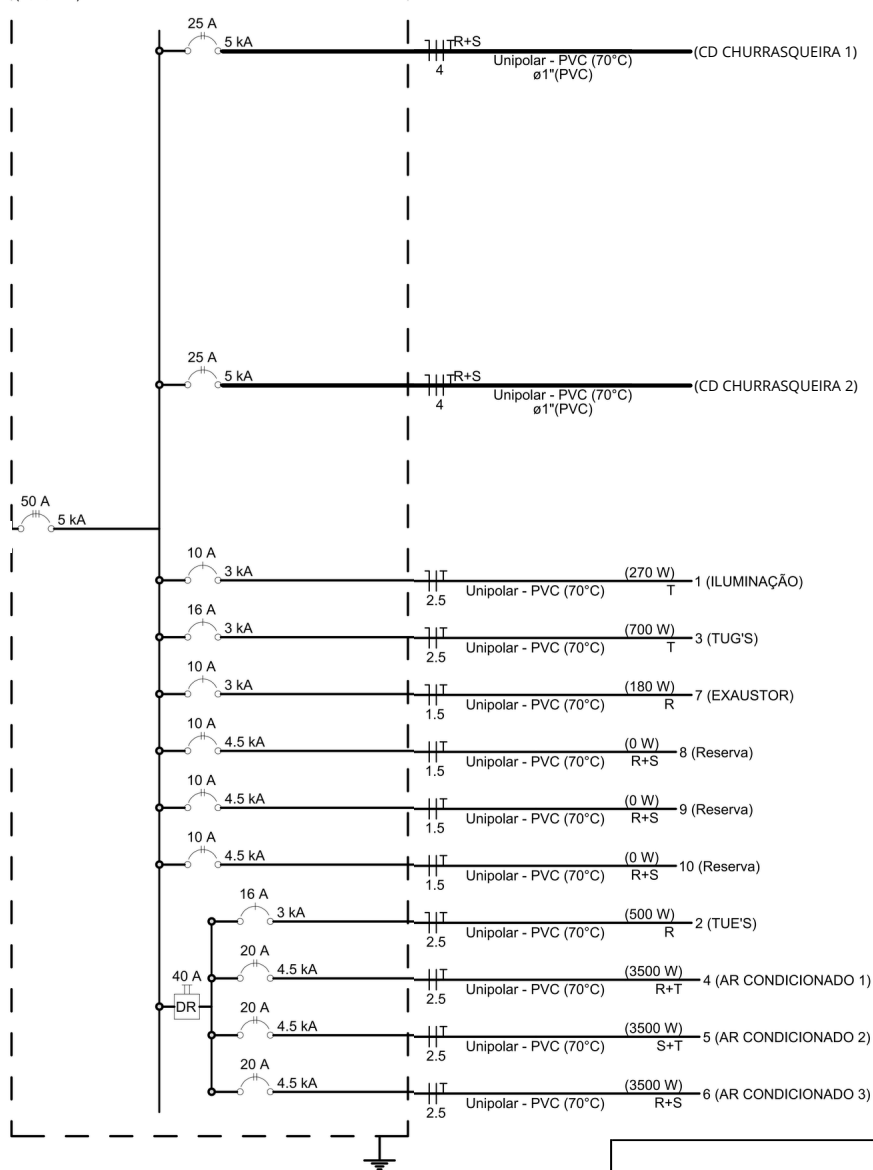 25 A
5 kA
R+S
4
Unipolar - PVC (70°C)
ø1"(PVC)
(CD CHURRASQUEIRA 1)
25 A
5 kA
R+S
4
Unipolar - PVC (70°C)
ø1"(PVC)
(CD CHURRASQUEIRA 2)
50 A
5 kA
10 A
3 kA
2.5
Unipolar - PVC (70°C)
(270 W)
T
1 (ILUMINAÇÃO)
16 A
3 kA
2.5
Unipolar - PVC (70°C)
(700 W)
T
3 (TUG'S)
10 A
3 kA
1.5
Unipolar - PVC (70°C)
(180 W)
R
7 (EXAUSTOR)
10 A
4.5 kA
1.5
Unipolar - PVC (70°C)
(0 W)
R+S
8 (Reserva)
10 A
4.5 kA
1.5
Unipolar - PVC (70°C)
(0 W)
R+S
9 (Reserva)
10 A
4.5 kA
1.5
Unipolar - PVC (70°C)
(0 W)
R+S
10 (Reserva)
16 A
3 kA
2.5
Unipolar - PVC (70°C)
(500 W)
R
2 (TUE'S)
20 A
4.5 kA
2.5
Unipolar - PVC (70°C)
(3500 W)
R+T
4 (AR CONDICIONADO 1)
40 A
DR
20 A
4.5 kA
2.5
Unipolar - PVC (70°C)
(3500 W)
S+T
5 (AR CONDICIONADO 2)
20 A
4.5 kA
2.5
Unipolar - PVC (70°C)
(3500 W)
R+S
6 (AR CONDICIONADO 3)